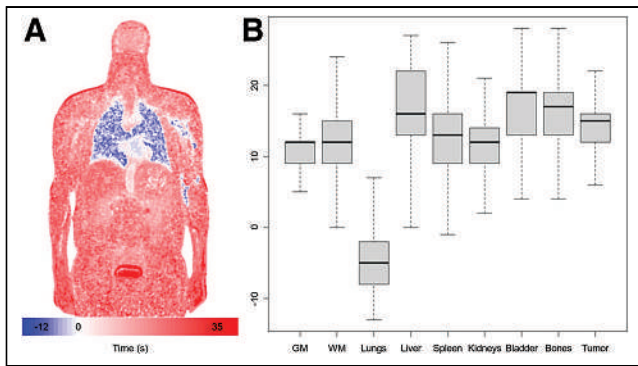 A
B
-12 0 35
Time (s)
20
10
0
-10
GM WM Lungs Liver Spleen Kidneys Bladder Bones Tumor